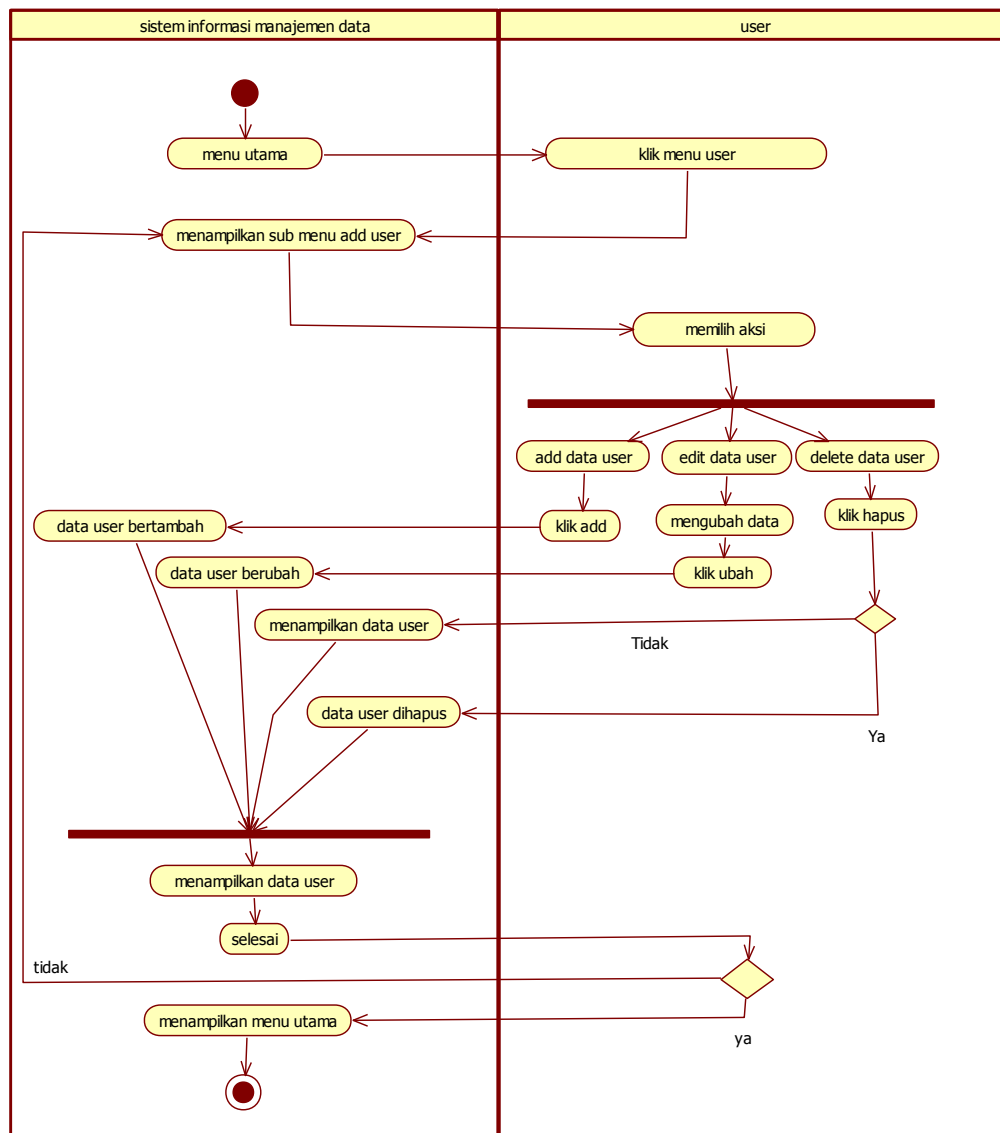 sistem informasi manajemen data
user
menu utama
klik menu user
menampilkan sub menu add user
memilih aksi
add data user
edit data user
delete data user
data user bertambah
klik add
mengubah data
klik hapus
data user berubah
klik ubah
menampilkan data user
Tidak
data user dihapus
Ya
menampilkan data user
selesai
tidak
menampilkan menu utama
ya